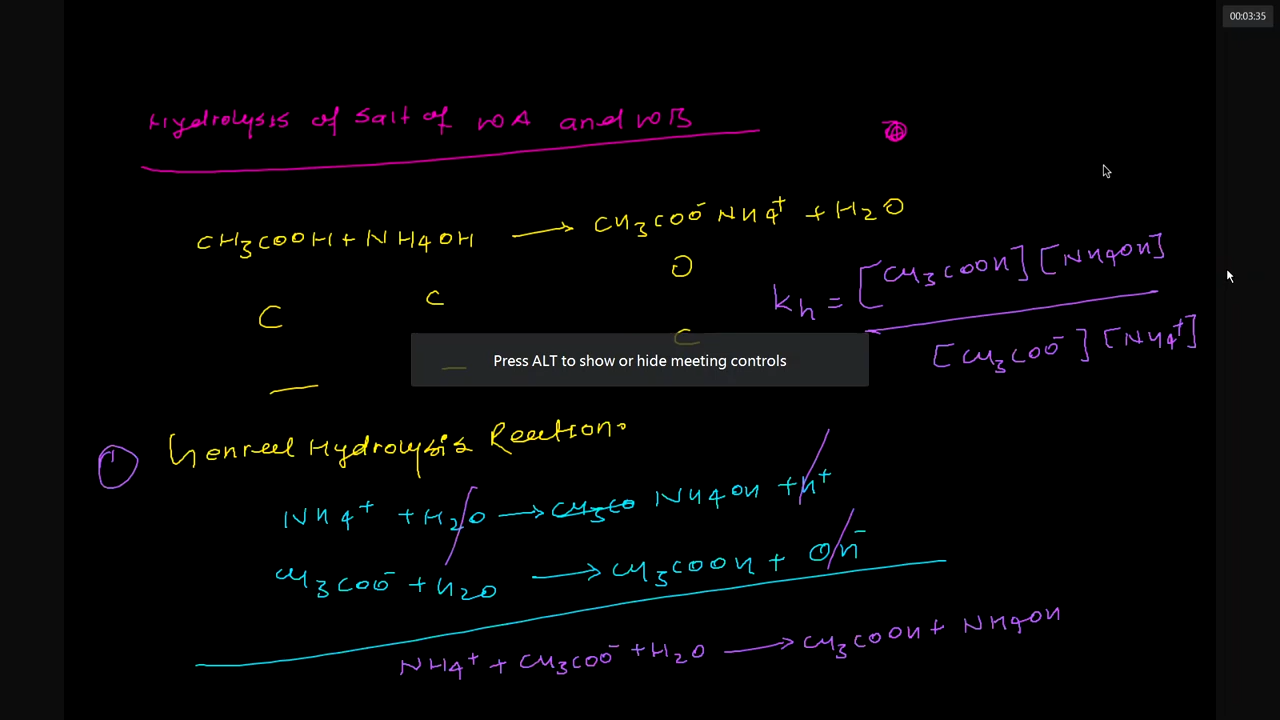 00:03:35
Hydrolysis of Salt of WA and WB
CH3COOH + NH4OH → CH3COO⁻ NH4⁺ + H2O
O
C C C
Kh = [CH3COOH] [NH4OH]
[CH3COO⁻] [NH4⁺]
Press ALT to show or hide meeting controls
1 Genreel Hydrolysis Reaction
NH4⁺ + H2O → CH3CO NH4OH + H⁺
CH3COO⁻ + H2O → CH3COOH + OH⁻
NH4⁺ + CH3COO⁻ + H2O → CH3COOH + NH4OH